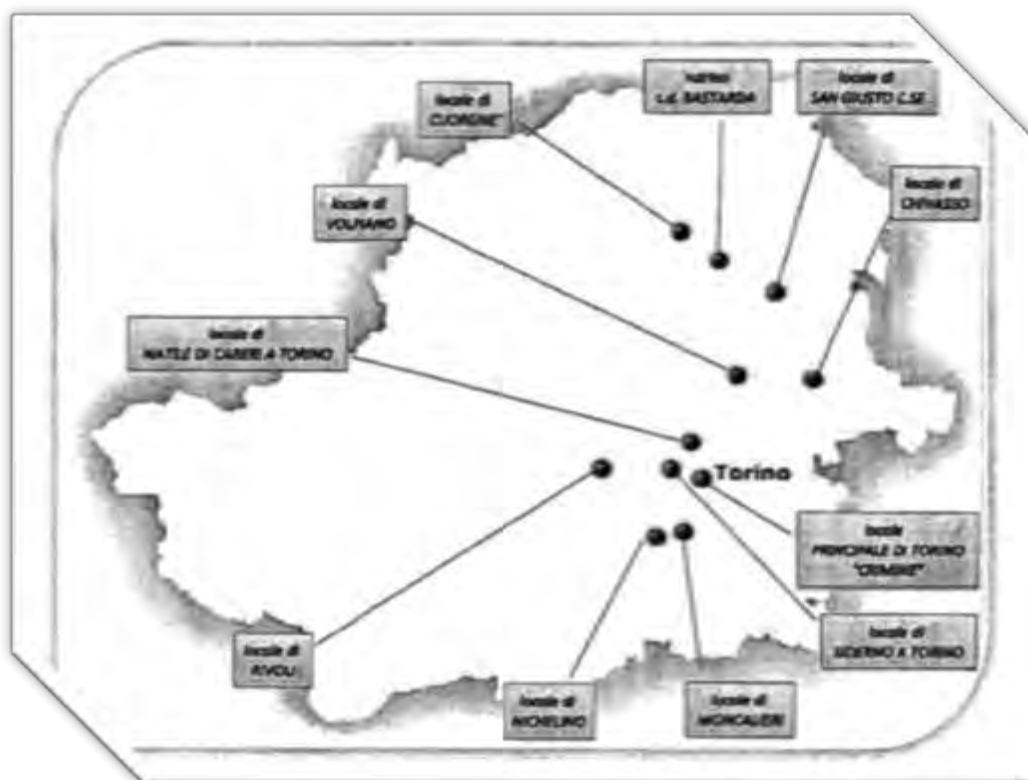 locale di
CUORGNE'
s.d. BASTARDA
locale di
SAN GIUSTO C.SE
locale di
CHIVASSO
locale di
VOLPIANO
locale di
NATILE DI CARERI A TORINO
Torino
locale
PRINCIPALE DI TORINO
"CRIMINE"
locale di
SIDERNO A TORINO
locale di
RIVOLI
locale di
NICHELINO
locale di
MONCALIERI